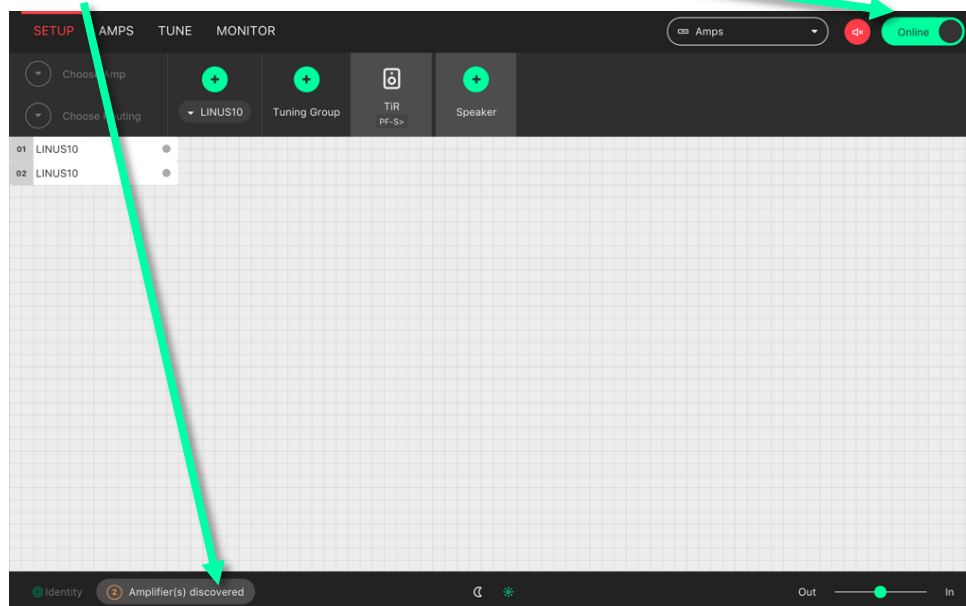 SETUP AMPS TUNE MONITOR Amps Online
Choose Amp
LINUS10 Tuning Group TiR Speaker
PF-S>
Choose Routing
01 LINUS10
02 LINUS10
Identity 2 Amplifier(s) discovered Out In